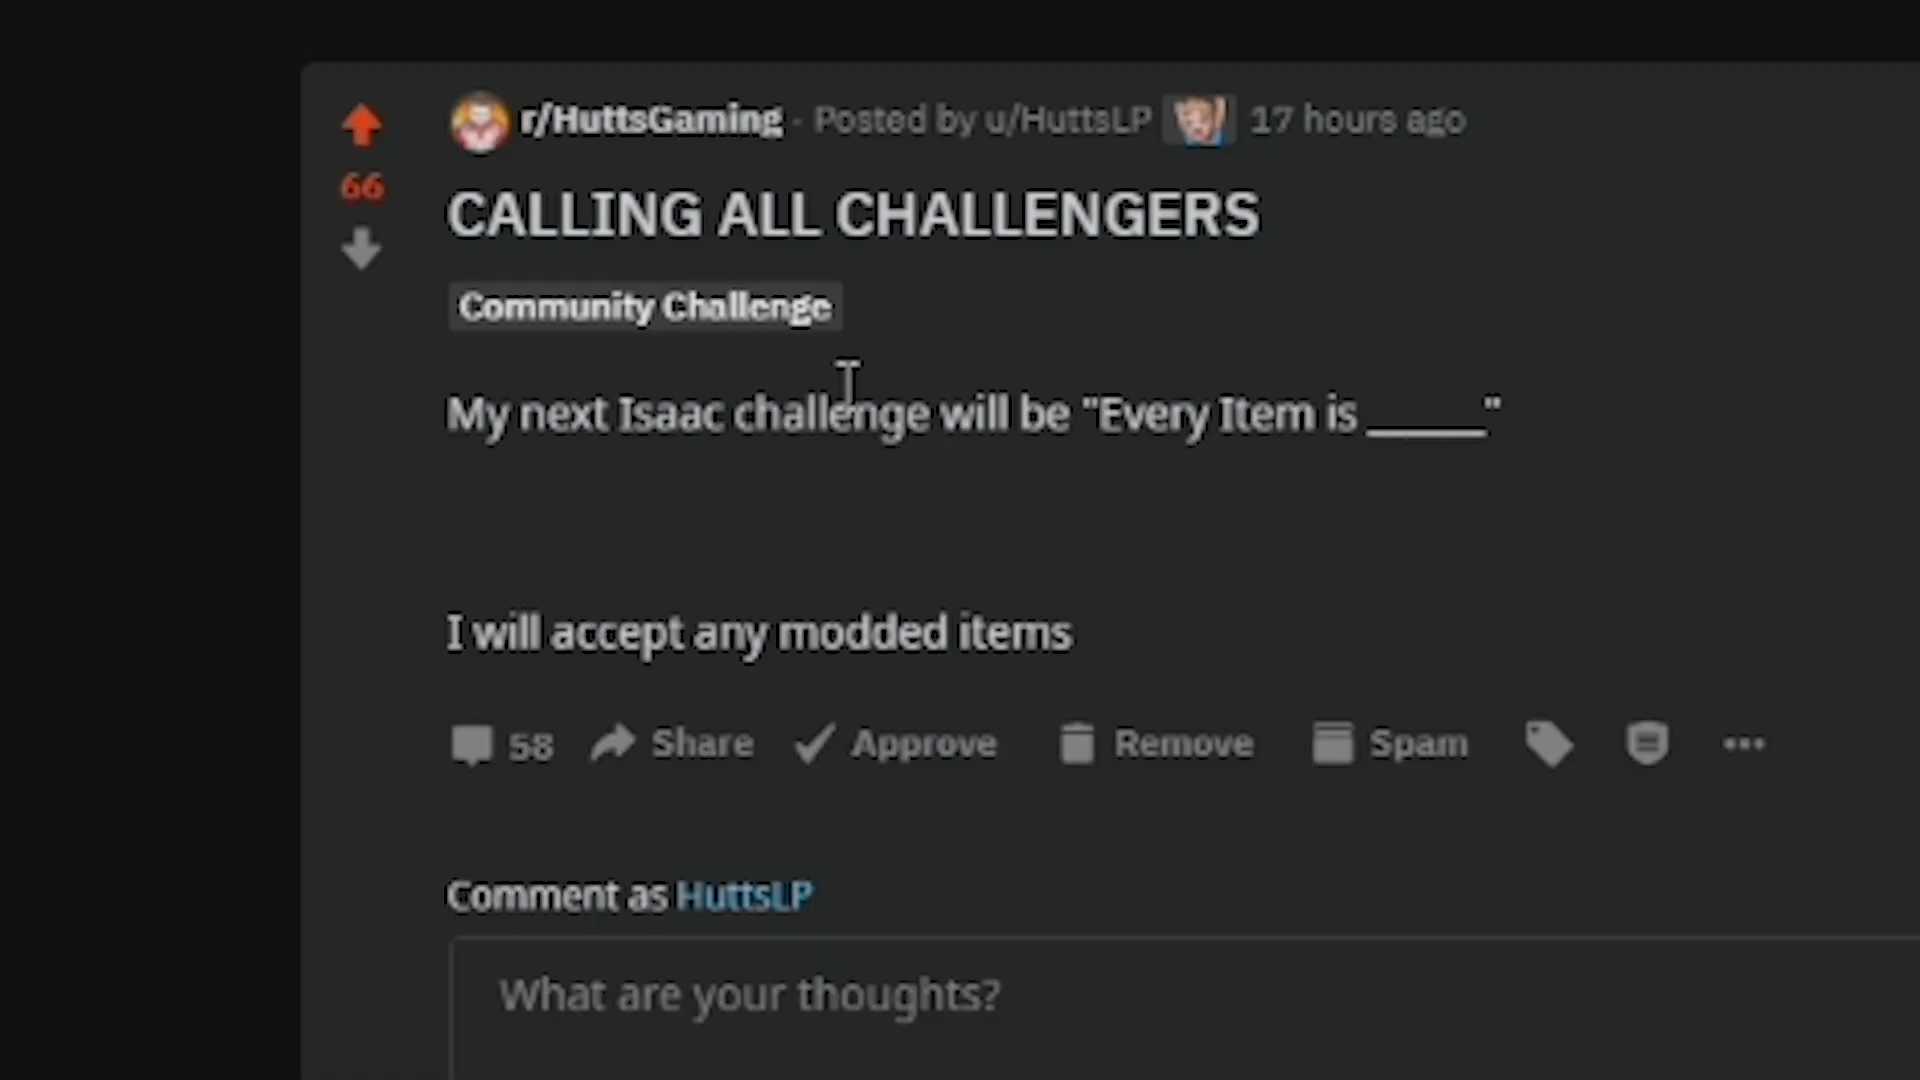 r/HuttsGaming · Posted by u/HuttsLP 17 hours ago
66
CALLING ALL CHALLENGERS
Community Challenge
My next Isaac challenge will be "Every Item is _____"
I will accept any modded items
58 Share Approve Remove Spam
Comment as HuttsLP
What are your thoughts?